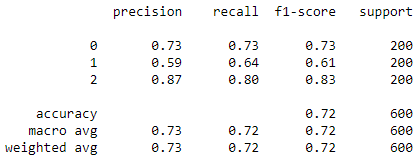 precision recall f1-score support
0 0.73 0.73 0.73 200
1 0.59 0.64 0.61 200
2 0.87 0.80 0.83 200
accuracy 0.72 600
macro avg 0.73 0.72 0.72 600
weighted avg 0.73 0.72 0.72 600